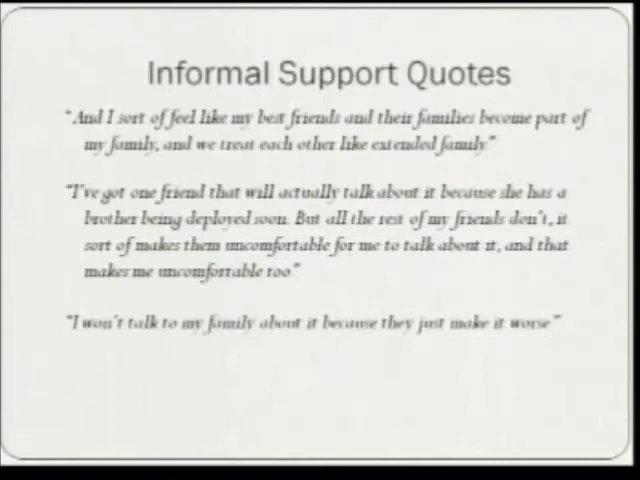 Informal Support Quotes
"And I sort of feel like my best friends and their families become part of
my family, and we treat each other like extended family."
"I've got one friend that will actually talk about it because she has a
brother being deployed soon. But all the rest of my friends don't, it
sort of makes them uncomfortable for me to talk about it, and that
makes me uncomfortable too."
"I won't talk to my family about it because they just make it worse"